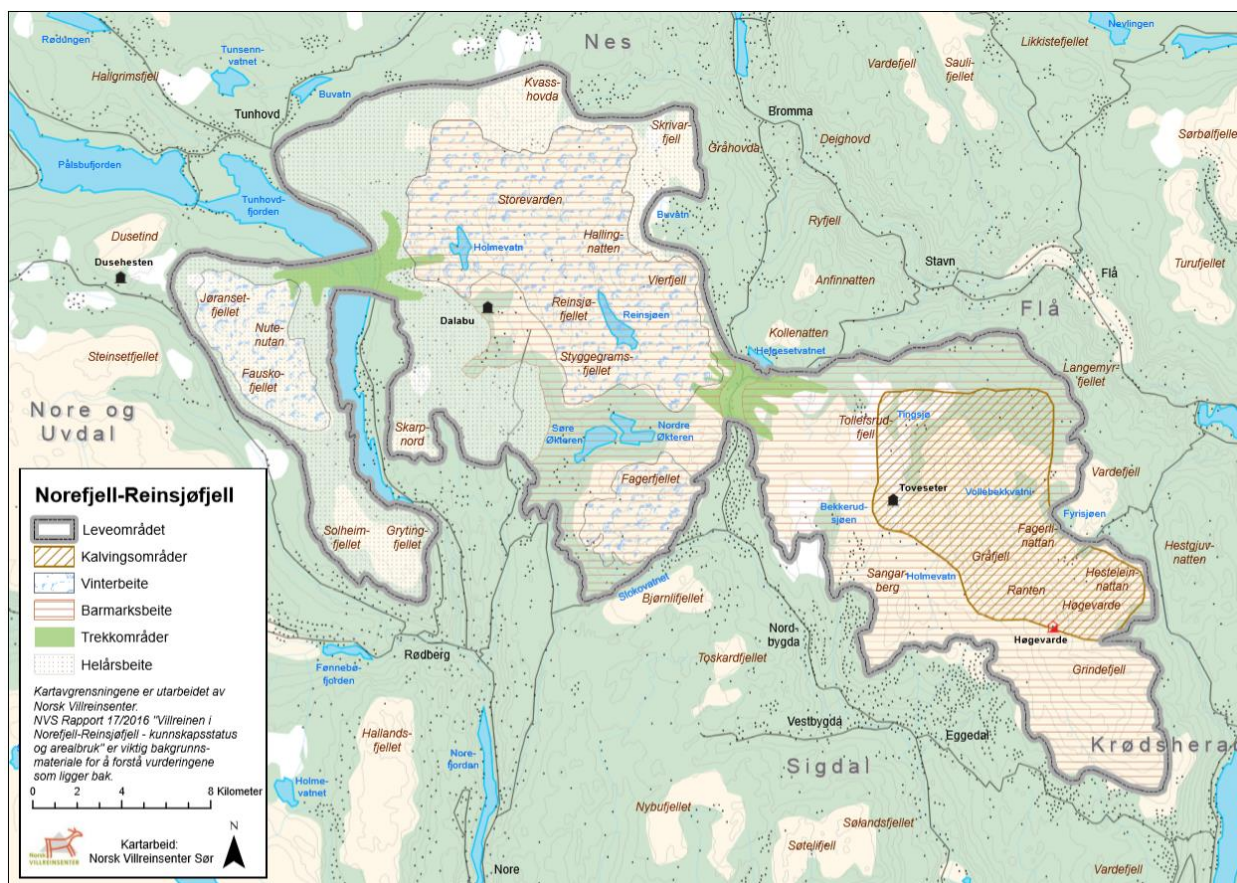 Nes
Rødungen
Tunsenn-
vatnet
Hallgrimsfjell
Buvatn
Tunhovd
Kvass-
hovda
Skrivar-
fjell
Nevlingen
Likkistefjellet
Vardefjell
Sauli-
fjellet
Bromma
Deighovd
Sørbølfjellet
Gråhovda
Pålsbufjorden
Tunhovd-
fjorden
Storevarden
Buvatn
Ryfjell
Dusetind
Dusehesten
Holmevatn
Halling-
natten
Vierfjell
Anfinnatten
Stavn
Flå
Turufjellet
Jøranset-
fjellet
Nute-
nutan
Fausko-
fjellet
Dalabu
Reinsjø-
fjellet
Reinsjøen
Styggegrams-
fjellet
Kollenatten
Helgesetvatnet
Flå
Langemyr-
fjellet
Steinsetfjellet
Nore og
Uvdal
Skarp-
nord
Søre
Økteren
Nordre
Økteren
Tollefsrud-
fjell
Tingsjø
Fagerfjellet
Toveseter
Vollebekkvatni
Vardefjell
Bekkerud-
sjøen
Fyrisjøen
Fagerli-
nattan
Hestgjuv-
natten
Solheim-
fjellet
Gryting-
fjellet
Gråfjell
Sangar-
berg
Holmevatn
Hestelein-
nattan
Ranten
Høgevarde
Slokovatnet
Bjørnlifjellet
Nord-
bygda
Høgevarde
Rødberg
Fønnebø-
fjorden
Toskardfjellet
Grindefjell
Hallands-
fjellet
Nore-
fjordan
Vestbygda
Eggedal
Krødsherad
Sigdal
Holme-
vatnet
Nybufjellet
Sølandsfjellet
Søtelifjell
Nore
Vardefjell
Norefjell-Reinsjøfjell
Leveområdet
Kalvingsområder
Vinterbeite
Barmarksbeite
Trekkområder
Helårsbeite
Kartavgrensningene er utarbeidet av
Norsk Villreinsenter.
NVS Rapport 17/2016 "Villreinen i
Norefjell-Reinsjøfjell - kunnskapsstatus
og arealbruk" er viktig bakgrunns-
materiale for å forstå vurderingene
som ligger bak.
0 2 4 8 Kilometer
Norsk
VILLREINSENTER
Kartarbeid:
Norsk Villreinsenter Sør
N